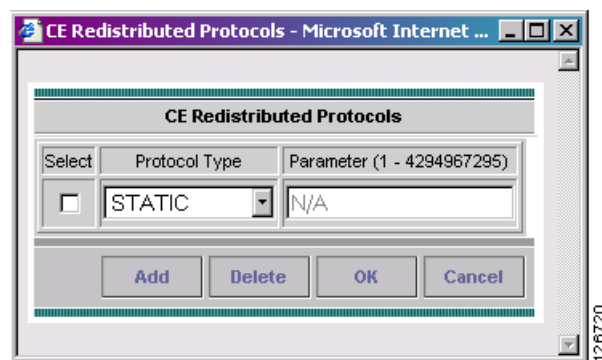 CE Redistributed Protocols - Microsoft Internet ...
CE Redistributed Protocols
Select Protocol Type Parameter (1 - 4294967295)
STATIC N/A
Add Delete OK Cancel
126720